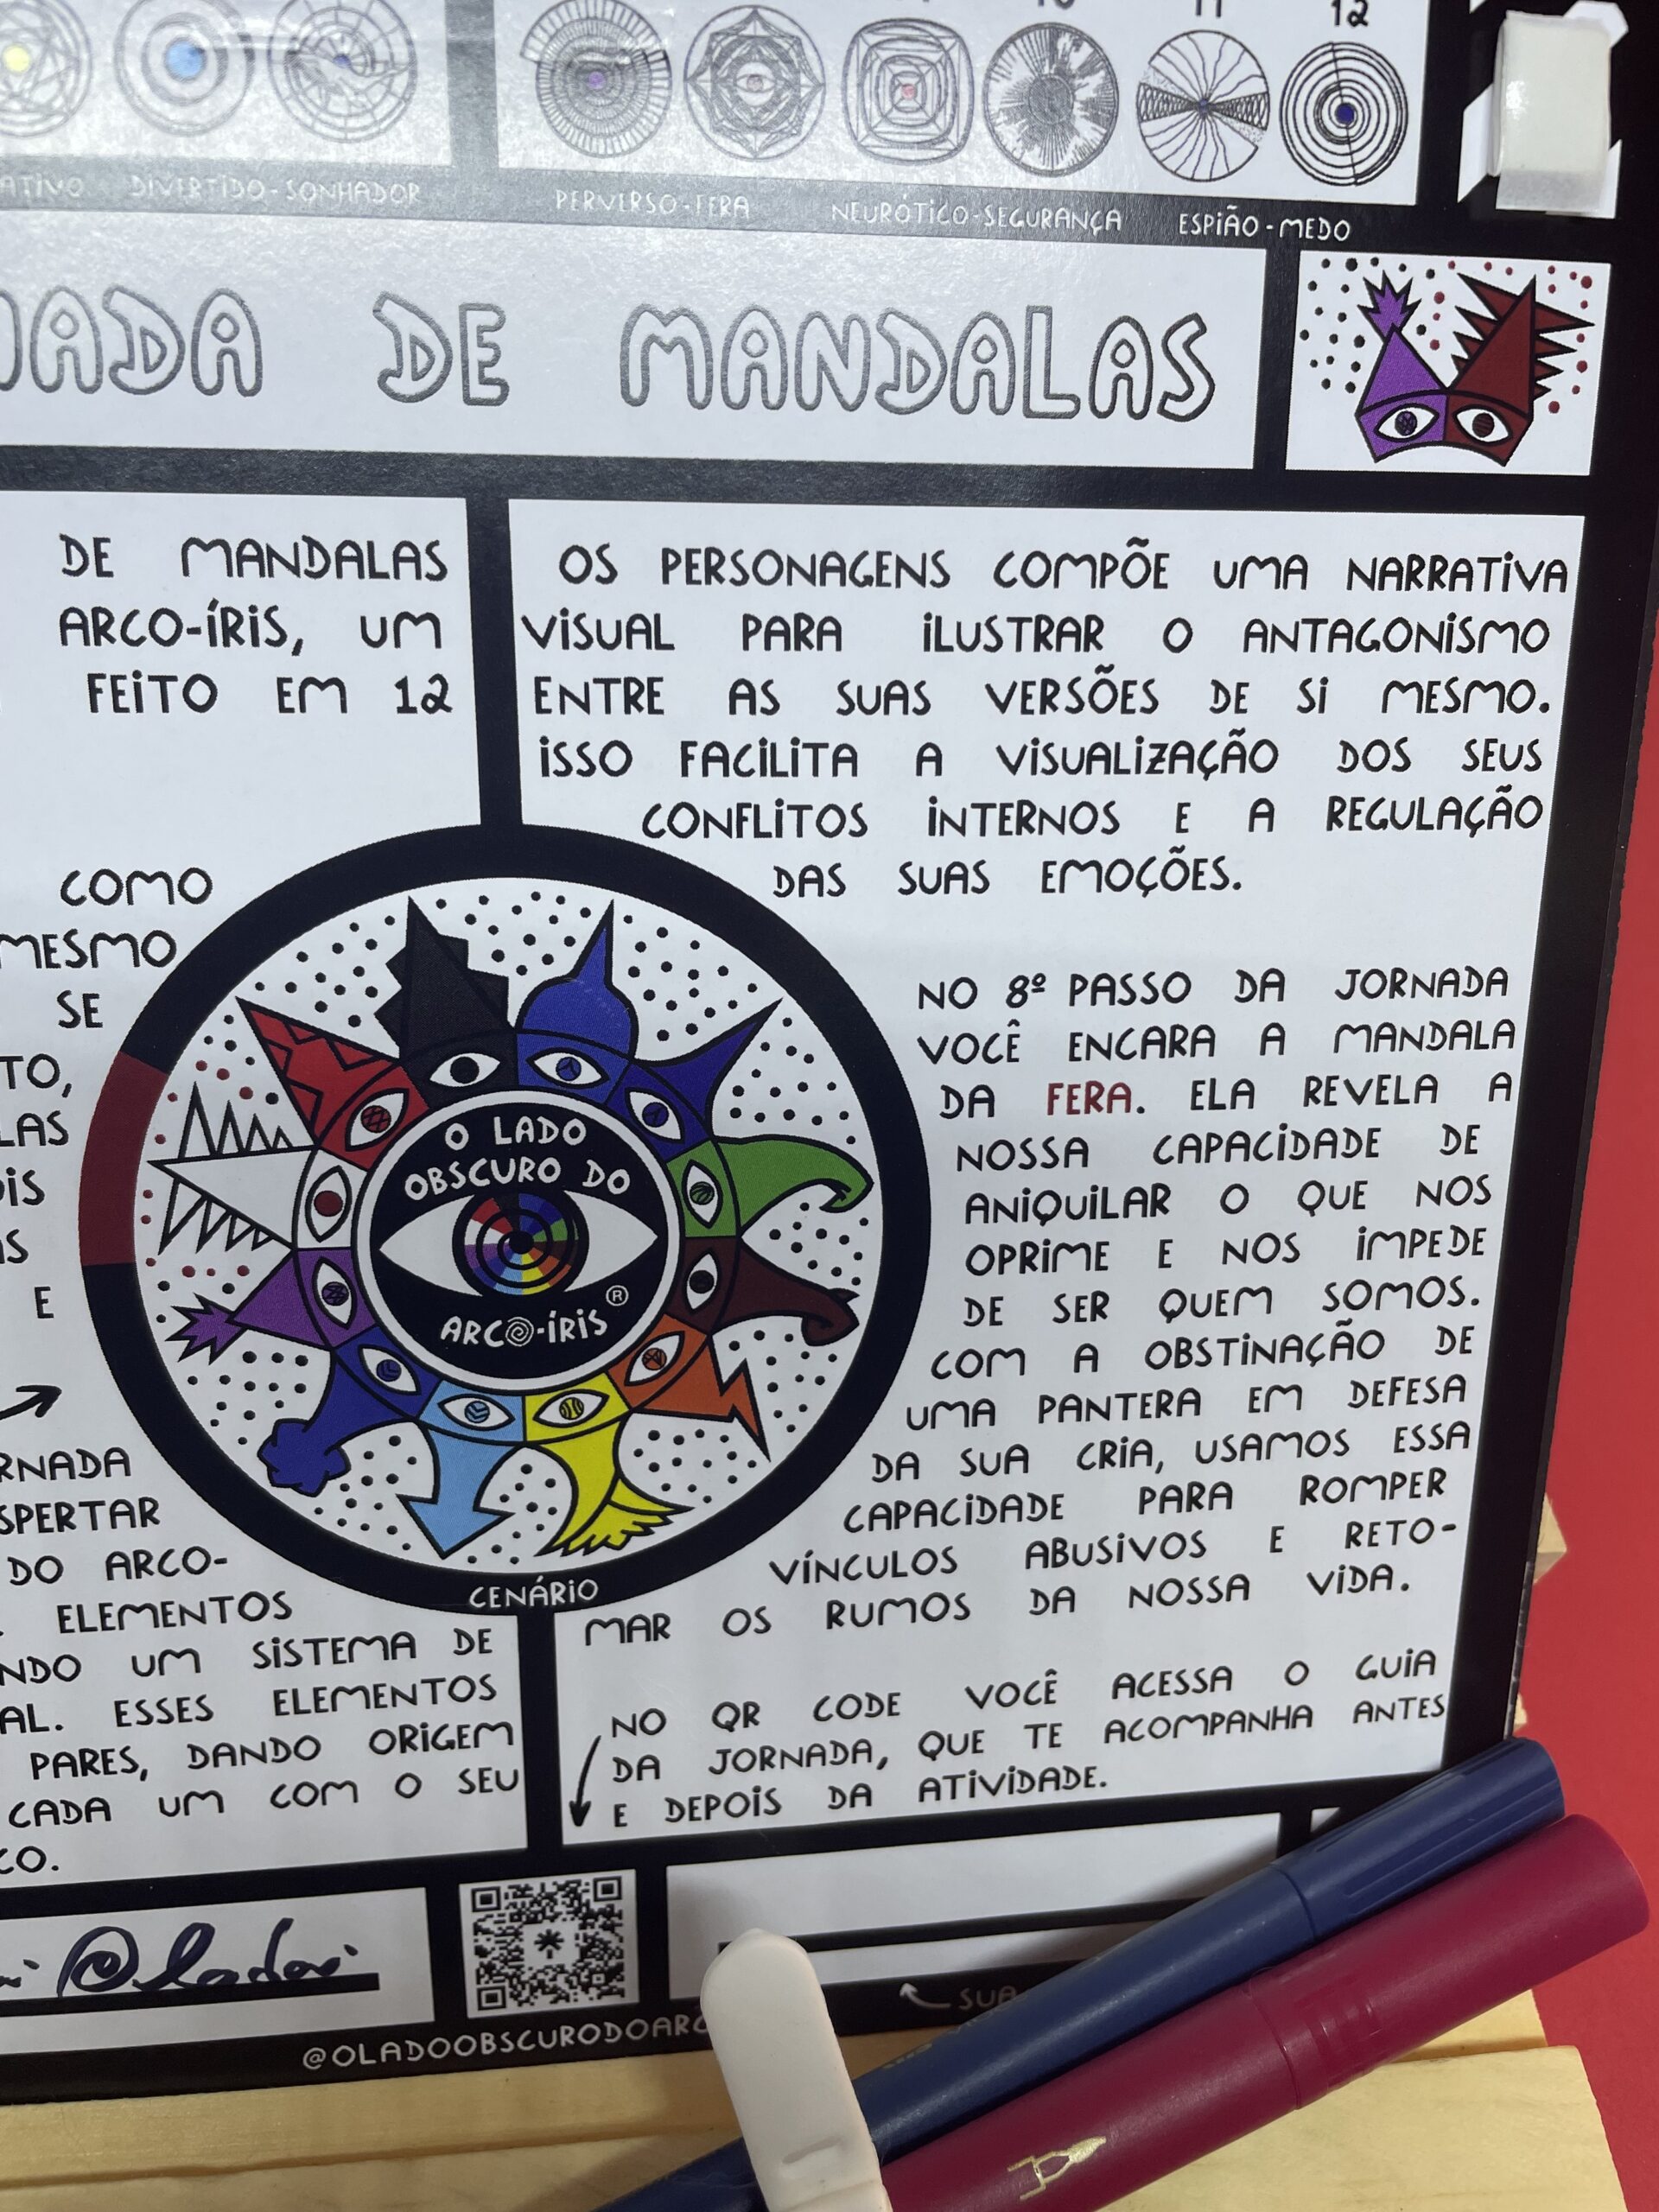 11 12
DIVERTIDO-SONHADOR
PERVERSO-FERA
NEURÓTICO-SEGURANÇA
ESPIÃO-MEDO
DE MANDALAS
DE MANDALAS
ARCO-ÍRIS, UM
FEITO EM 12
COMO
MESMO
SE
E
ARCO-
ELEMENTOS
UM SISTEMA DE
ESSES ELEMENTOS
PARES, DANDO ORIGEM
CADA UM COM O SEU
OS PERSONAGENS COMPÕE UMA NARRATIVA
VISUAL PARA ILUSTRAR O ANTAGONISMO
ENTRE AS SUAS VERSÕES DE SI MESMO.
ISSO FACILITA A VISUALIZAÇÃO DOS SEUS
CONFLITOS INTERNOS E A REGULAÇÃO
DAS SUAS EMOÇÕES.
NO 8º PASSO DA JORNADA
VOCÊ ENCARA A MANDALA
DA FERA. ELA REVELA A
NOSSA CAPACIDADE DE
ANIQUILAR O QUE NOS
OPRIME E NOS IMPEDE
DE SER QUEM SOMOS.
COM A OBSTINAÇÃO DE
UMA PANTERA EM DEFESA
DA SUA CRIA, USAMOS ESSA
CAPACIDADE PARA ROMPER
VÍNCULOS ABUSIVOS E RETO-
MAR OS RUMOS DA NOSSA VIDA.
NO QR CODE VOCÊ ACESSA O GUIA
DA JORNADA, QUE TE ACOMPANHA ANTES
E DEPOIS DA ATIVIDADE.
O LADO
OBSCURO DO
ARCO-ÍRIS®
CENÁRIO
SUA